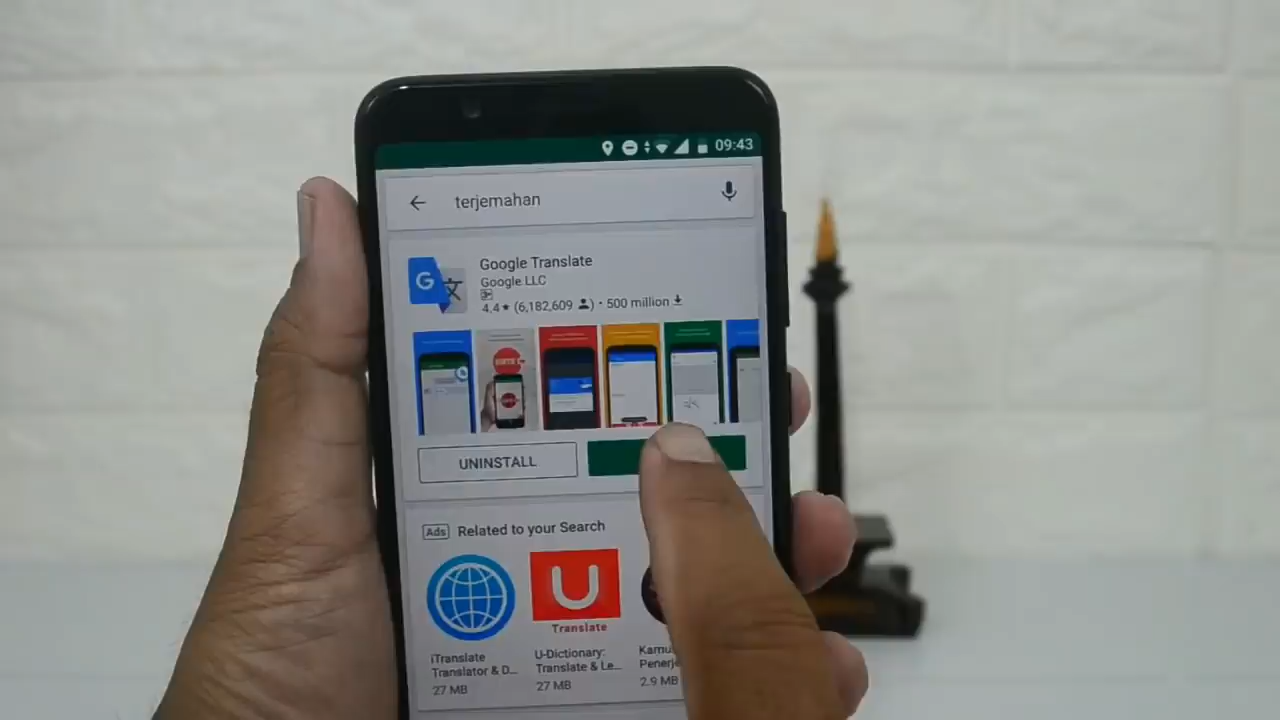 09:43
terjemahan
Google Translate
Google LLC
3+
4.4★ (6,182,609 ) • 500 million
UNINSTALL
Ads Related to your Search
U
Translate
iTranslate
Translator & D...
27 MB
U-Dictionary:
Translate & Le...
27 MB
Kamu
Penerje
2.9 MB